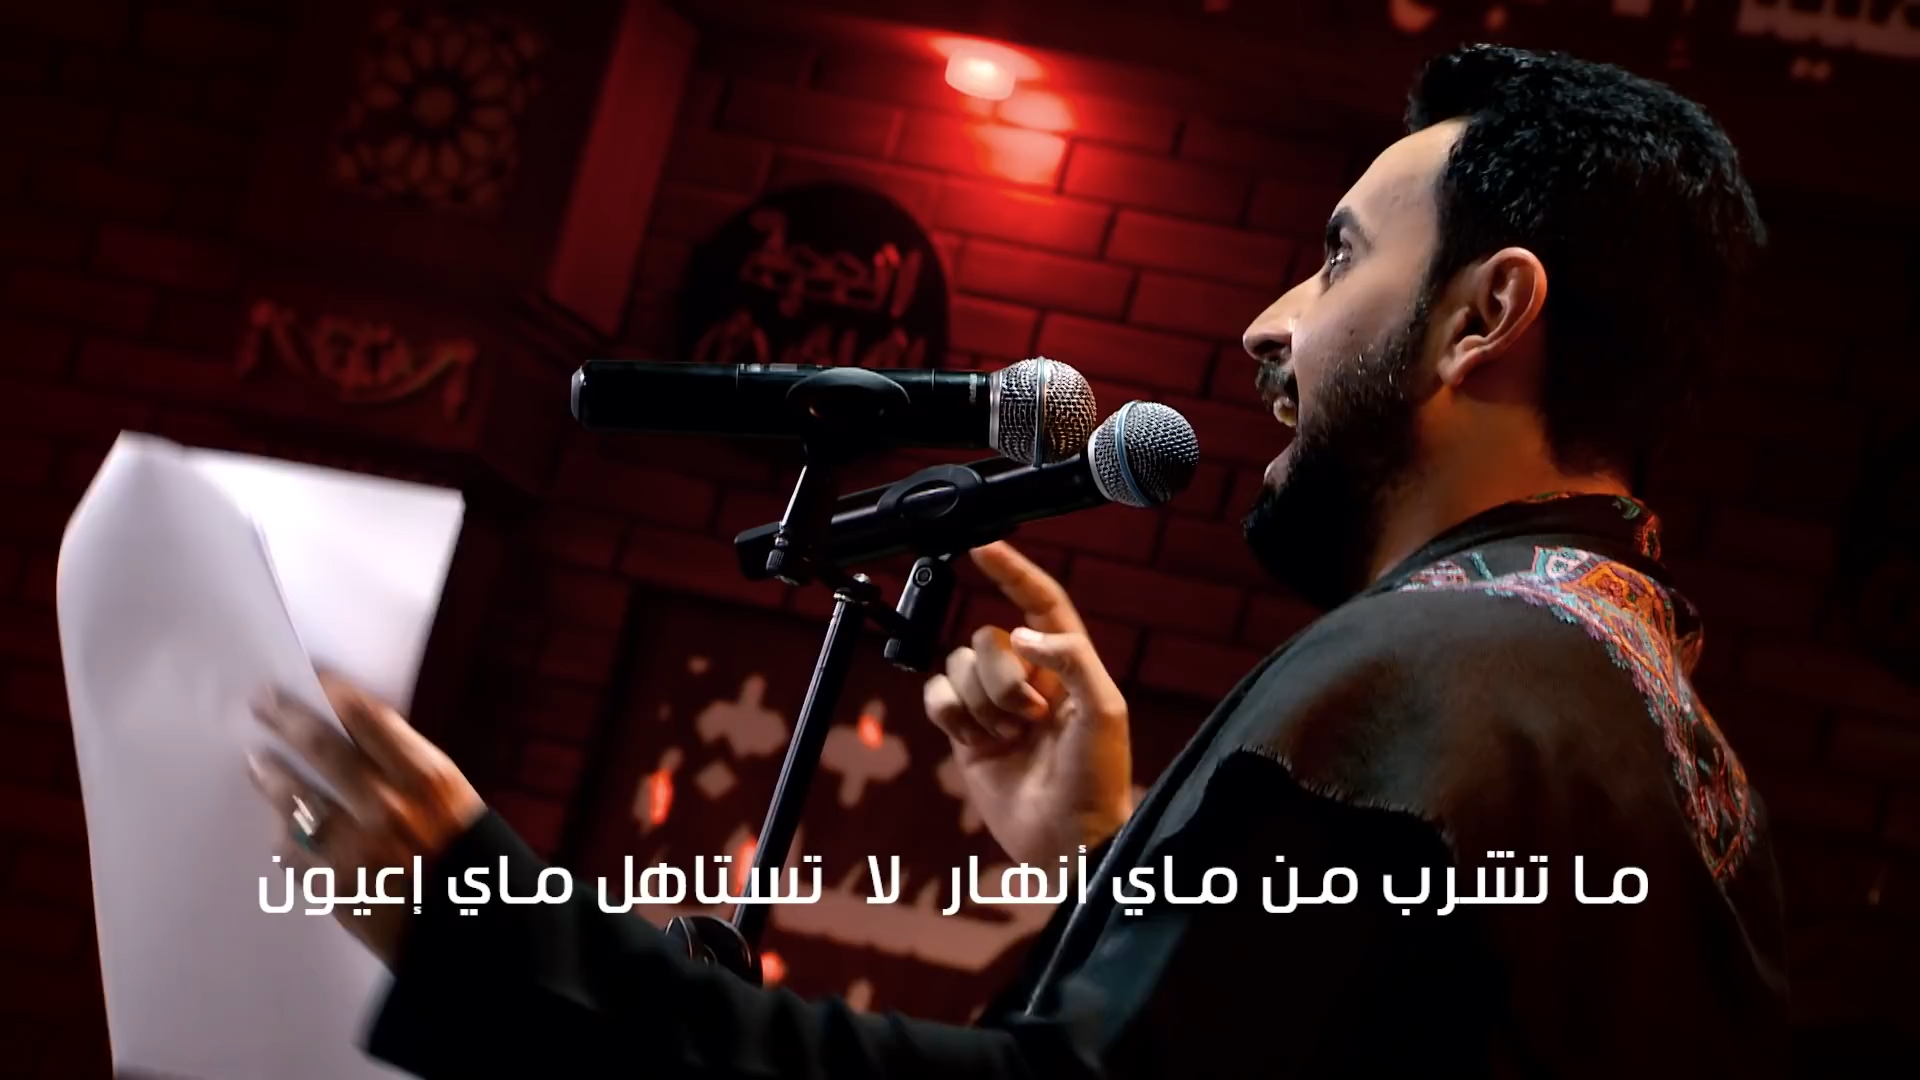 ما تشرب من ماي أنهار لا تستاهل ماي إعيون